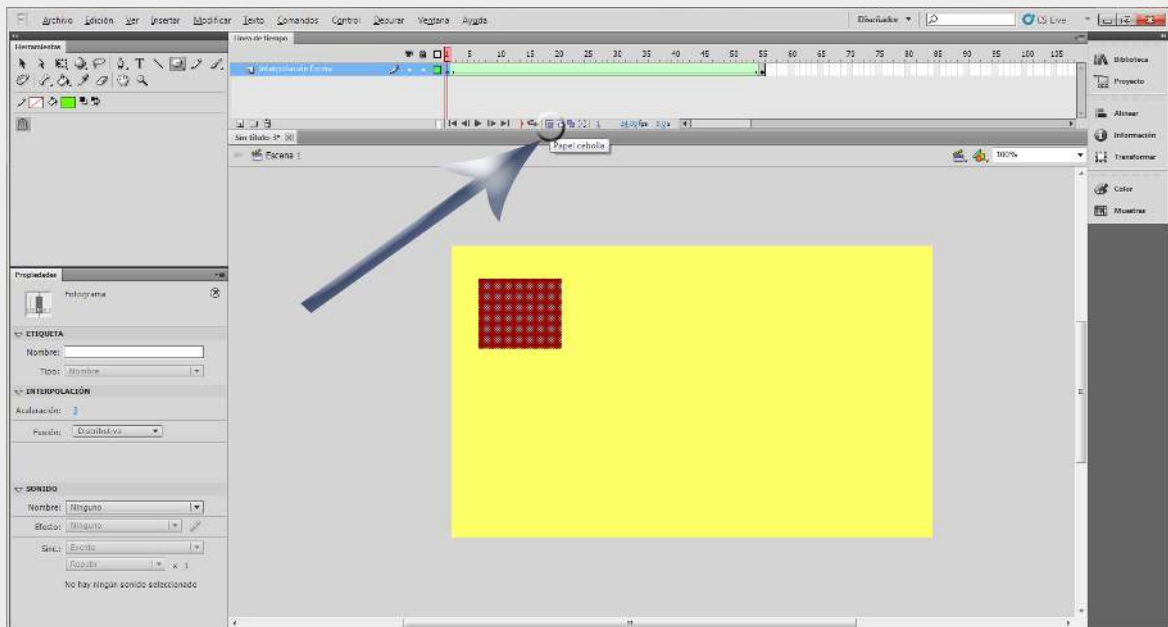 Archivo Edición Ver Insertar Modificar Texto Comandos Control Depurar Ventana Ayuda
Diseñador
CS Live
Herramientas
Línea de tiempo
5 10 15 20 25 30 35 40 45 50 55 60 65 70 75 80 85 90 95 100 105
Interpolación Forma
Biblioteca
Proyecto
Alinear
Información
Transformar
Color
Muestras
Papel cebolla
Escena 1
100%
Propiedades
Fotograma
ETIQUETA
Nombre:
Tipo: Nombre
INTERPOLACIÓN
Aceleración:
Fusión: Distributiva
SONIDO
Nombre: Ninguno
Efecto: Ninguno
Sinc.: Evento
Repetir x 1
No hay ningún sonido seleccionado